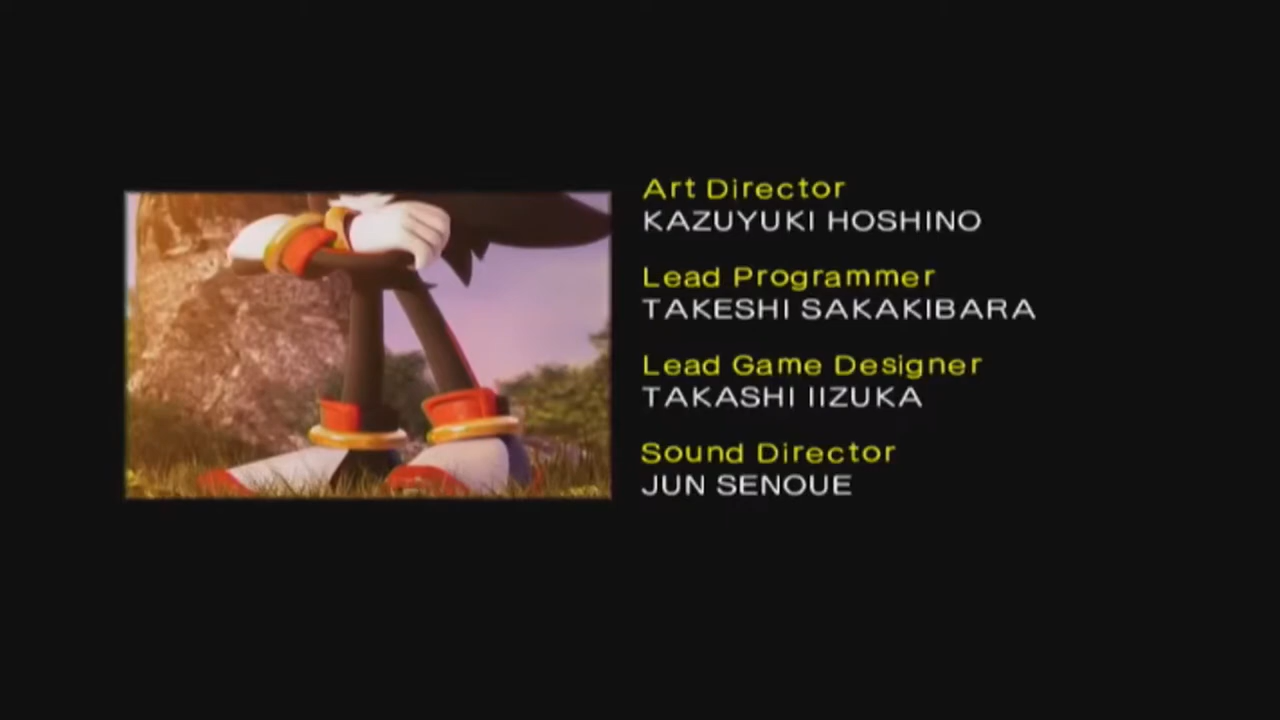 Art Director
KAZUYUKI HOSHINO
Lead Programmer
TAKESHI SAKAKIBARA
Lead Game Designer
TAKASHI IIZUKA
Sound Director
JUN SENOUE